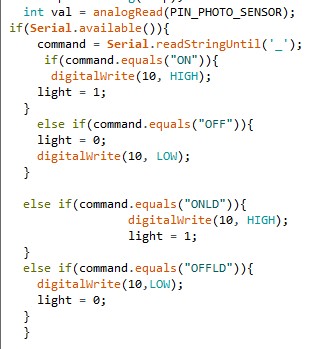 int val = analogRead(PIN_PHOTO_SENSOR);
if(Serial.available()){
command = Serial.readStringUntil('_');
if(command.equals("ON")){
digitalWrite(10, HIGH);
light = 1;
}
else if(command.equals("OFF")){
light = 0;
digitalWrite(10, LOW);
}
else if(command.equals("ONLD")){
digitalWrite(10, HIGH);
light = 1;
}
else if(command.equals("OFFLD")){
digitalWrite(10,LOW);
light = 0;
}
}